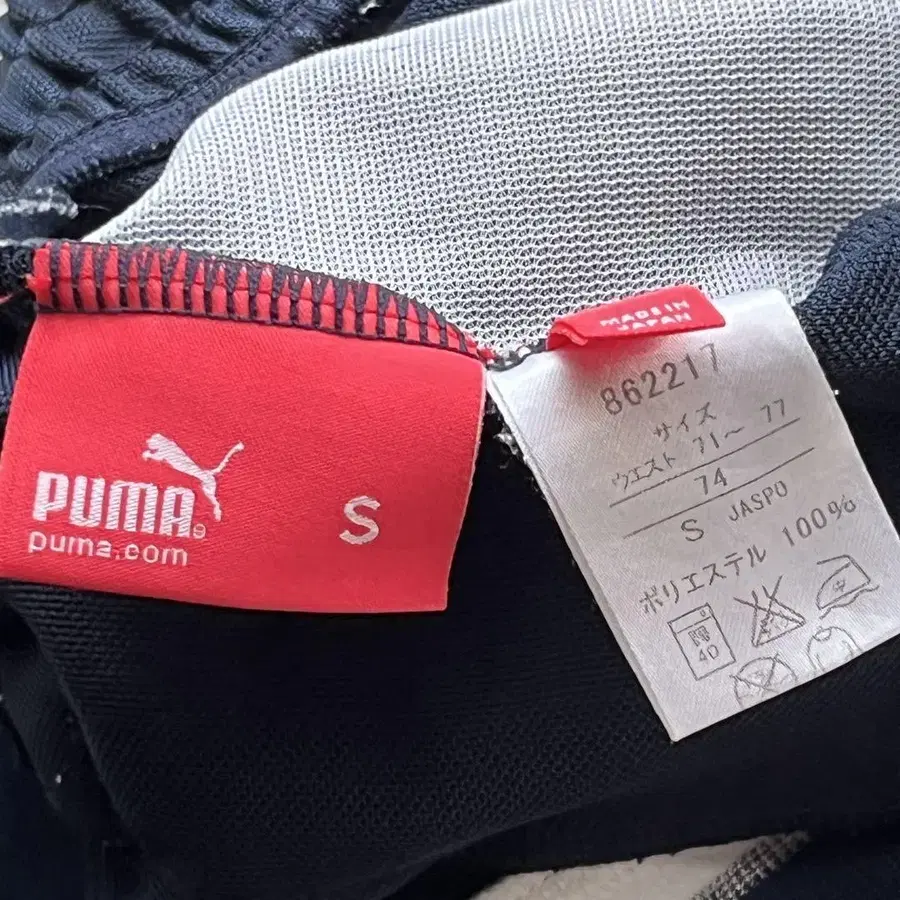 PUMA®
puma.com
S
MADE IN
JAPAN
862217
サイズ
ウエスト 71〜77
74
S JASPO
ポリエステル 100%
40
中